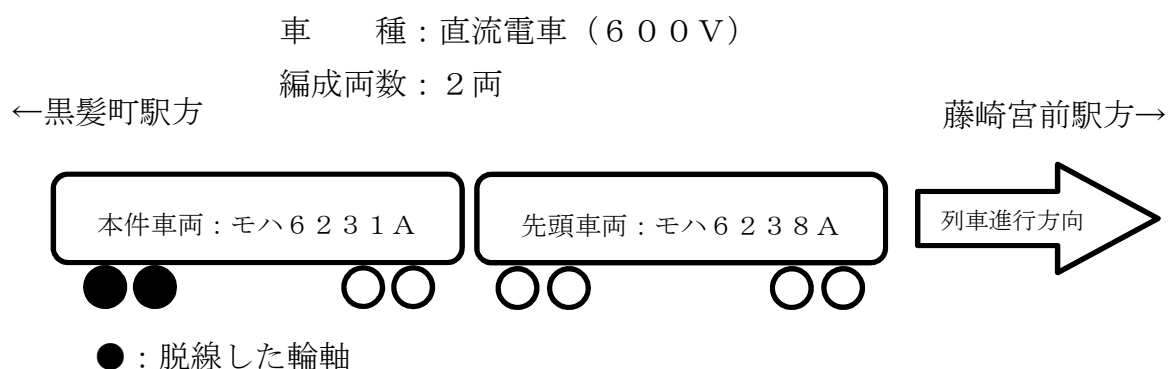 車　　種：直流電車（６００Ｖ）
編成両数：２両
←黒髪町駅方
藤崎宮前駅方→
本件車両：モハ６２３１Ａ
先頭車両：モハ６２３８Ａ
列車進行方向
●：脱線した輪軸